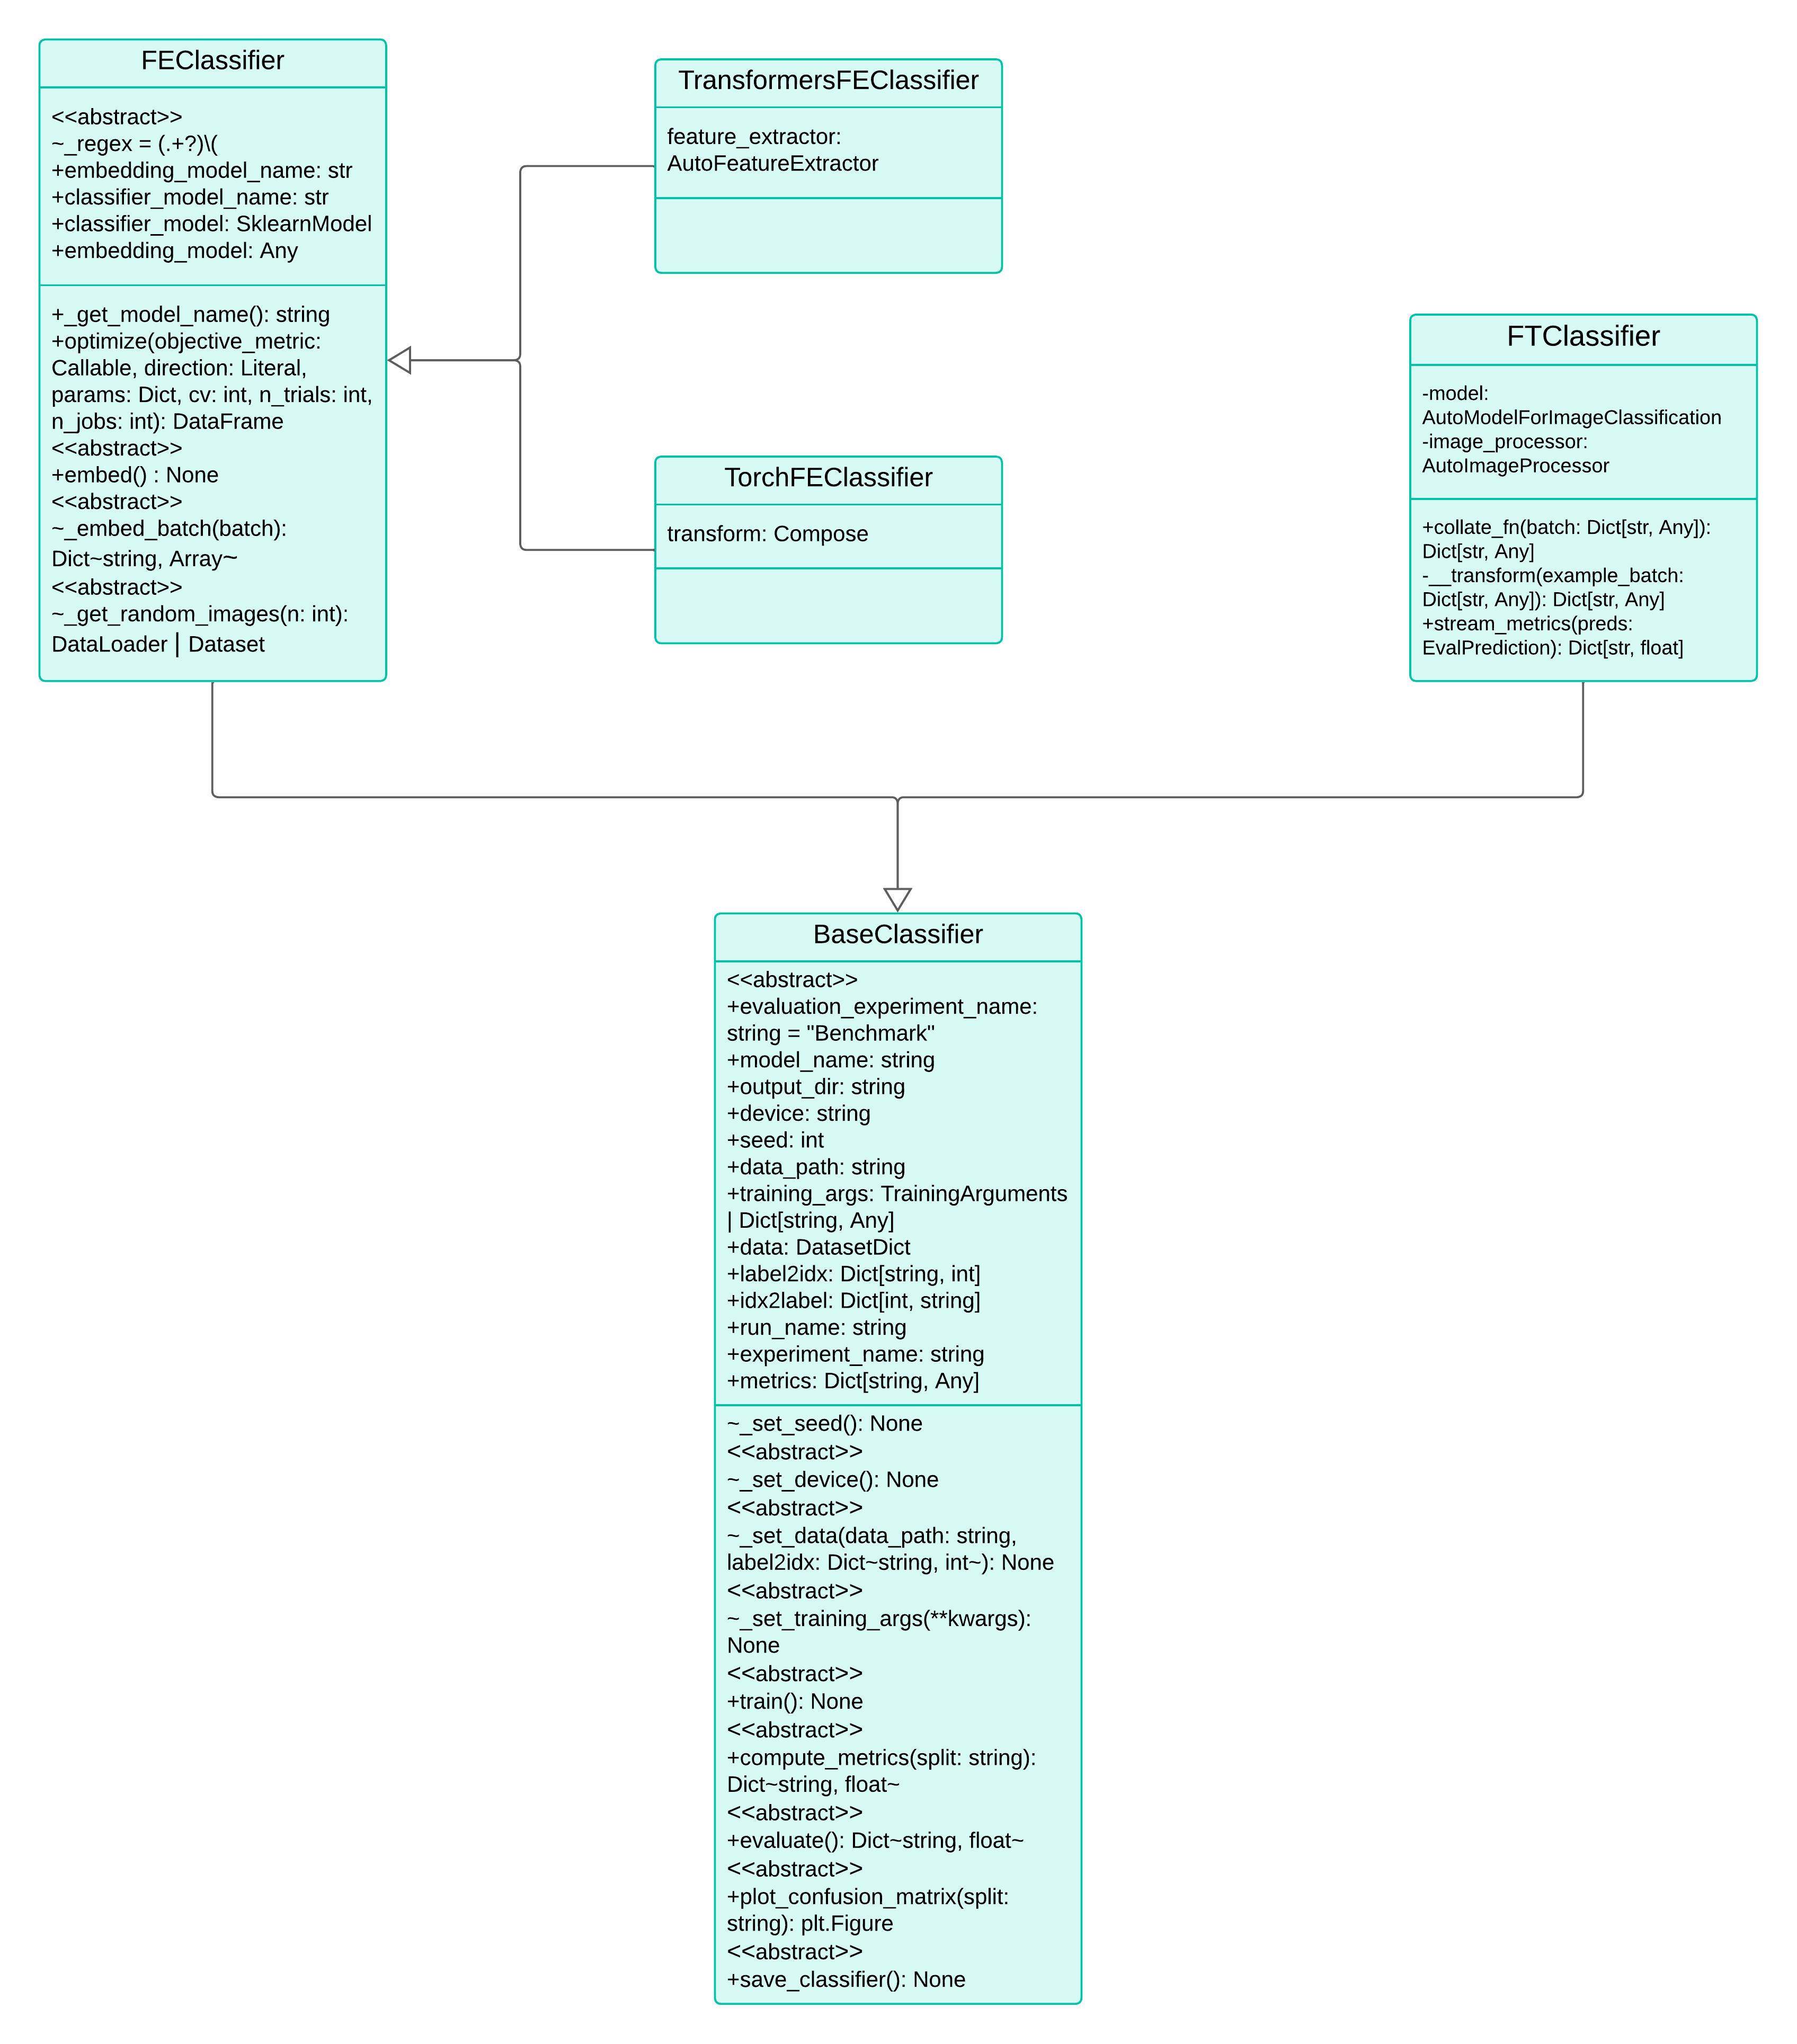 FEClassifier
<<abstract>>
~_regex = (.+?)\(
+embedding_model_name: str
+classifier_model_name: str
+classifier_model: SklearnModel
+embedding_model: Any
+_get_model_name(): string
+optimize(objective_metric:
Callable, direction: Literal,
params: Dict, cv: int, n_trials: int,
n_jobs: int): DataFrame
<<abstract>>
+embed() : None
<<abstract>>
~_embed_batch(batch):
Dict~string, Array~
<<abstract>>
~_get_random_images(n: int):
DataLoader | Dataset
TransformersFEClassifier
feature_extractor:
AutoFeatureExtractor
TorchFEClassifier
transform: Compose
FTClassifier
-model:
AutoModelForImageClassification
-image_processor:
AutoImageProcessor
+collate_fn(batch: Dict[str, Any]):
Dict[str, Any]
-__transform(example_batch:
Dict[str, Any]): Dict[str, Any]
+stream_metrics(preds:
EvalPrediction): Dict[str, float]
BaseClassifier
<<abstract>>
+evaluation_experiment_name:
string = "Benchmark"
+model_name: string
+output_dir: string
+device: string
+seed: int
+data_path: string
+training_args: TrainingArguments
| Dict[string, Any]
+data: DatasetDict
+label2idx: Dict[string, int]
+idx2label: Dict[int, string]
+run_name: string
+experiment_name: string
+metrics: Dict[string, Any]
~_set_seed(): None
<<abstract>>
~_set_device(): None
<<abstract>>
~_set_data(data_path: string,
label2idx: Dict~string, int~): None
<<abstract>>
~_set_training_args(**kwargs):
None
<<abstract>>
+train(): None
<<abstract>>
+compute_metrics(split: string):
Dict~string, float~
<<abstract>>
+evaluate(): Dict~string, float~
<<abstract>>
+plot_confusion_matrix(split:
string): plt.Figure
<<abstract>>
+save_classifier(): None